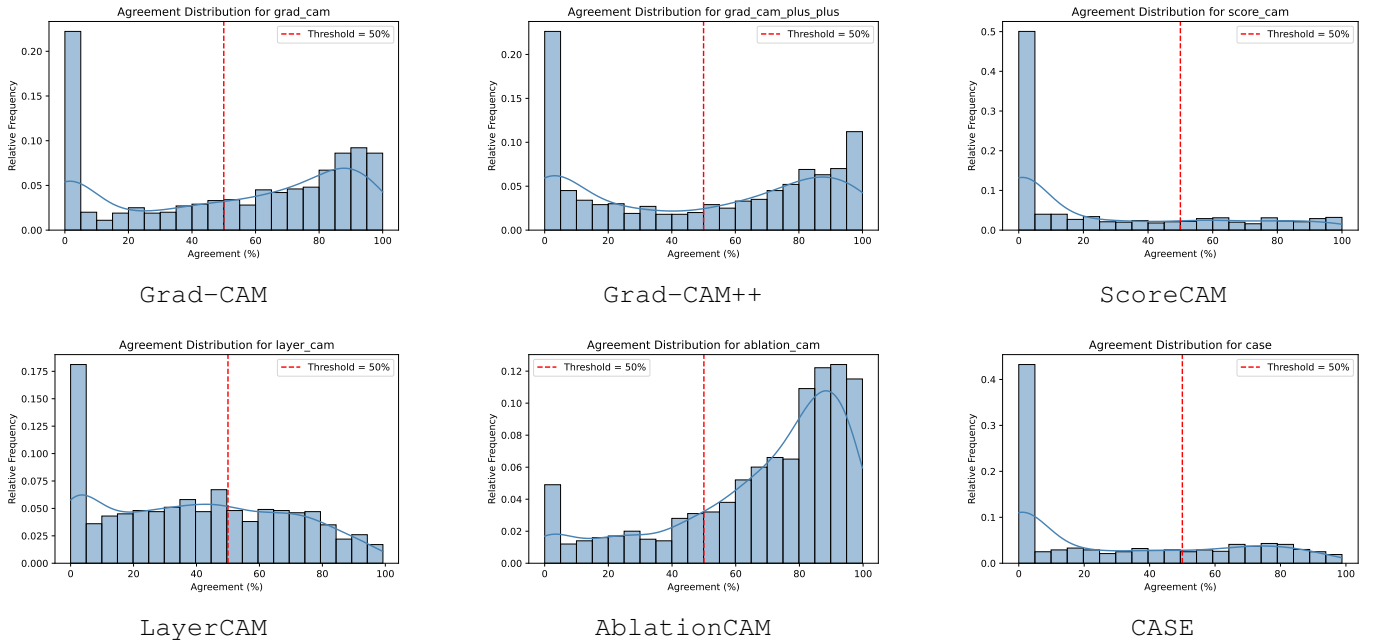 Agreement Distribution for grad_cam
Threshold = 50%
Relative Frequency
0.20
0.15
0.10
0.05
0.00
0 20 40 60 80 100
Agreement (%)
Grad-CAM
Agreement Distribution for grad_cam_plus_plus
Threshold = 50%
Relative Frequency
0.20
0.15
0.10
0.05
0.00
0 20 40 60 80 100
Agreement (%)
Grad-CAM++
Agreement Distribution for score_cam
Threshold = 50%
Relative Frequency
0.5
0.4
0.3
0.2
0.1
0.0
0 20 40 60 80 100
Agreement (%)
ScoreCAM
Agreement Distribution for layer_cam
Threshold = 50%
Relative Frequency
0.175
0.150
0.125
0.100
0.075
0.050
0.025
0.000
0 20 40 60 80 100
Agreement (%)
LayerCAM
Agreement Distribution for ablation_cam
Threshold = 50%
Relative Frequency
0.12
0.10
0.08
0.06
0.04
0.02
0.00
0 20 40 60 80 100
Agreement (%)
AblationCAM
Agreement Distribution for case
Threshold = 50%
Relative Frequency
0.4
0.3
0.2
0.1
0.0
0 20 40 60 80 100
Agreement (%)
CASE